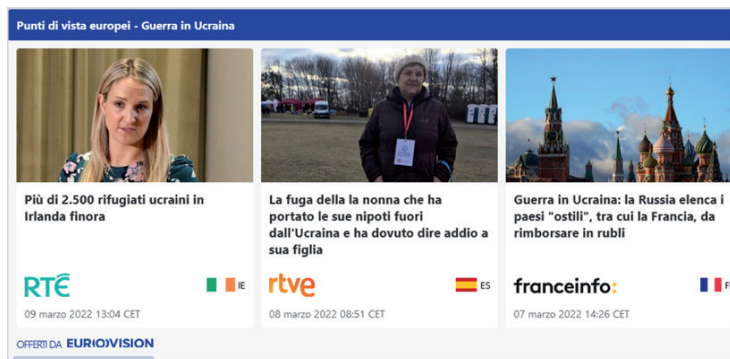 Punti di vista europei - Guerra in Ucraina
Più di 2.500 rifugiati ucraini in
Irlanda finora
RTÉ
IE
09 marzo 2022 13:04 CET
La fuga della la nonna che ha
portato le sue nipoti fuori
dall'Ucraina e ha dovuto dire addio a
sua figlia
rtve
ES
08 marzo 2022 08:51 CET
Guerra in Ucraina: la Russia elenca i
paesi "ostili", tra cui la Francia, da
rimborsare in rubli
franceinfo:
07 marzo 2022 14:26 CET
OFFERTI DA EUROVISION